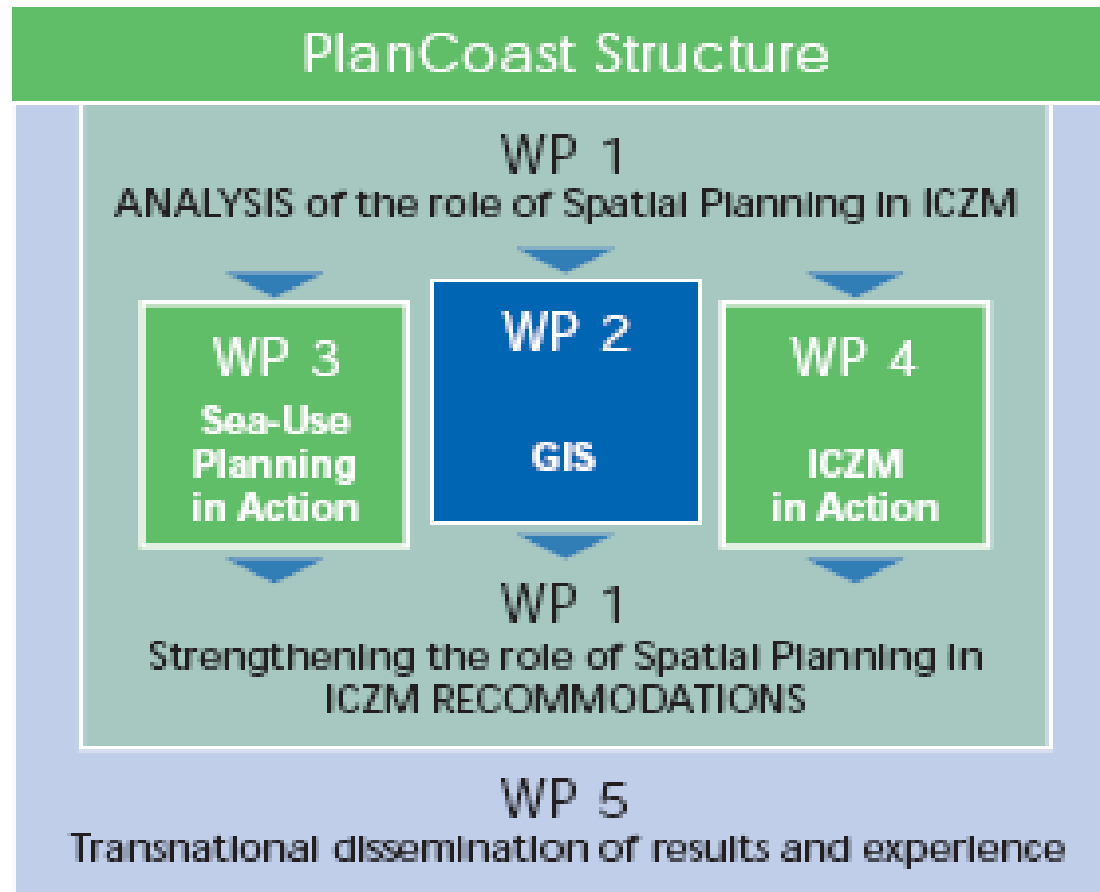 PlanCoast Structure
WP 1
ANALYSIS of the role of Spatial Planning in ICZM
WP 3
Sea-Use
Planning
in Action
WP 2
GIS
WP 4
ICZM
in Action
WP 1
Strengthening the role of Spatial Planning in
ICZM RECOMMODATIONS
WP 5
Transnational dissemination of results and experience